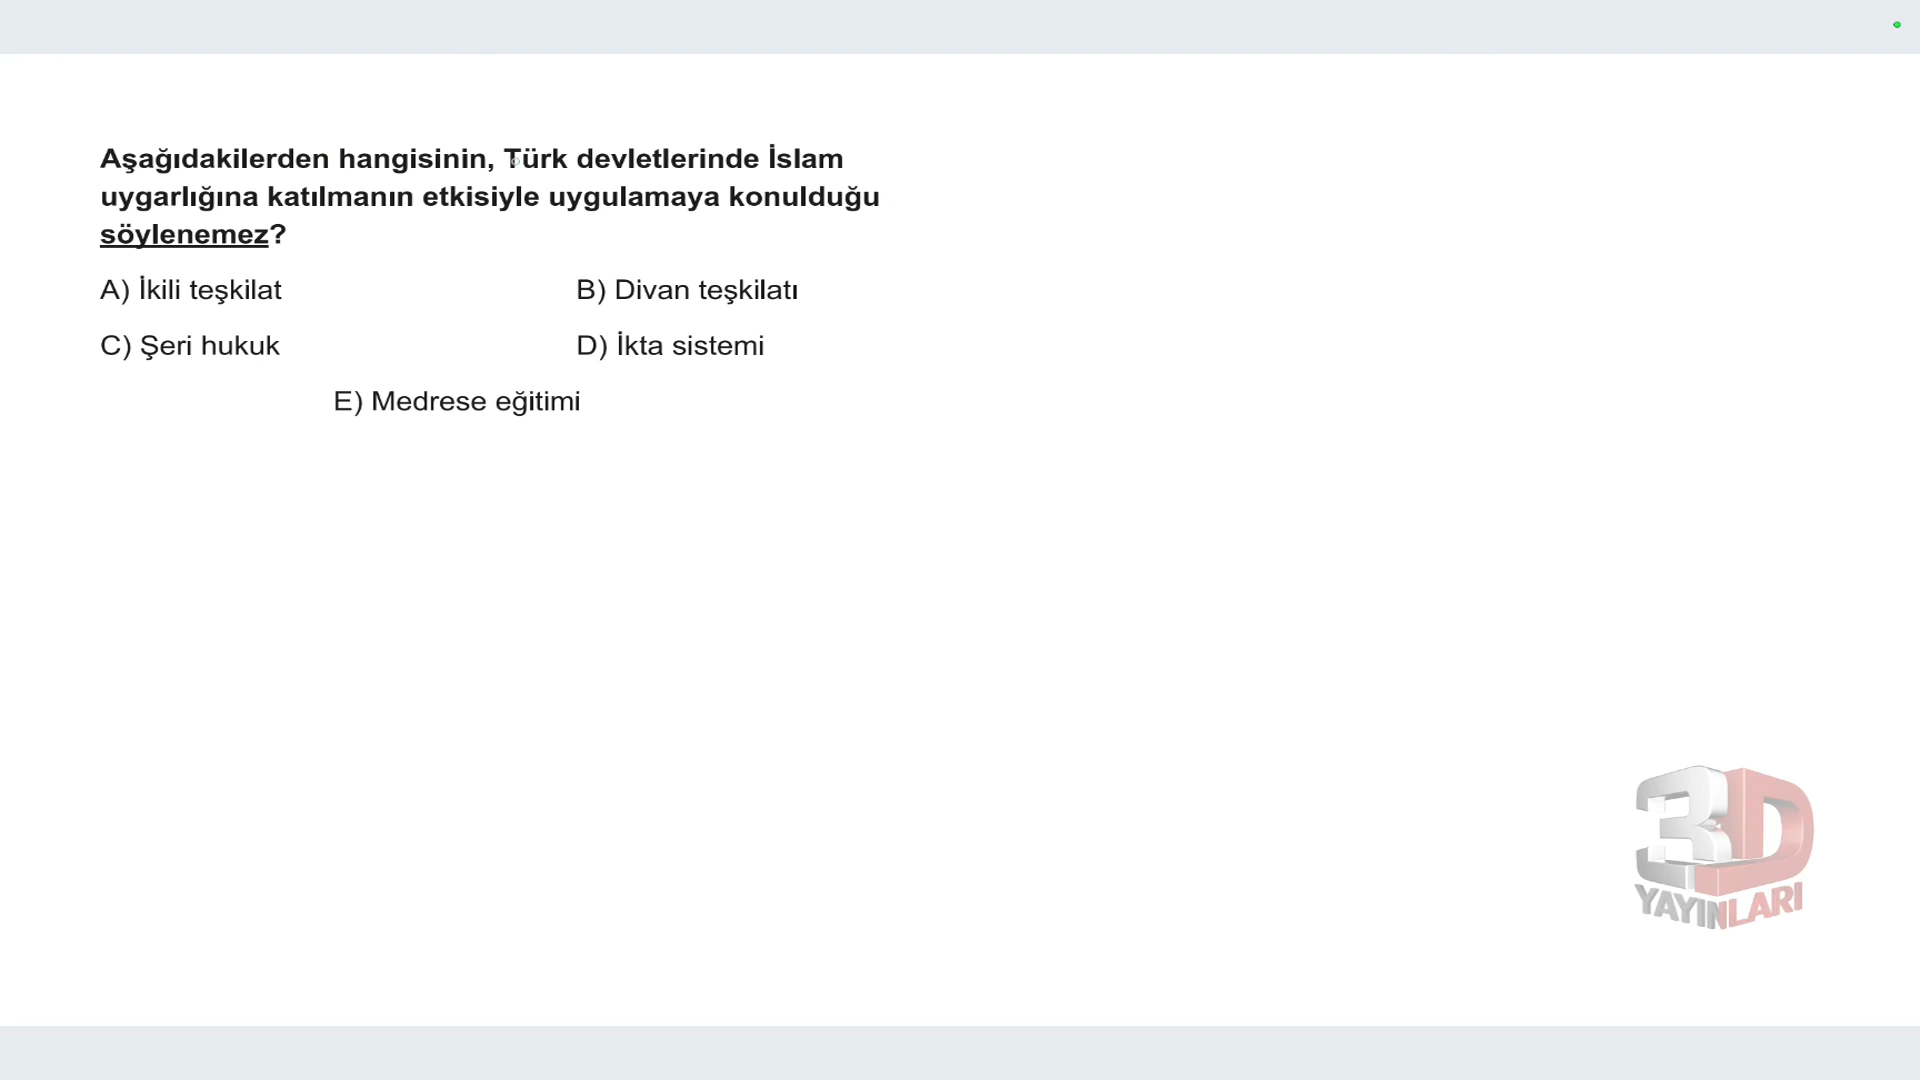 Aşağıdakilerden hangisinin, Türk devletlerinde İslam
uygarlığına katılmanın etkisiyle uygulamaya konulduğu
söylenemez?
A) İkili teşkilat
B) Divan teşkilatı
C) Şeri hukuk
D) İkta sistemi
E) Medrese eğitimi
3D
YAYINLARI